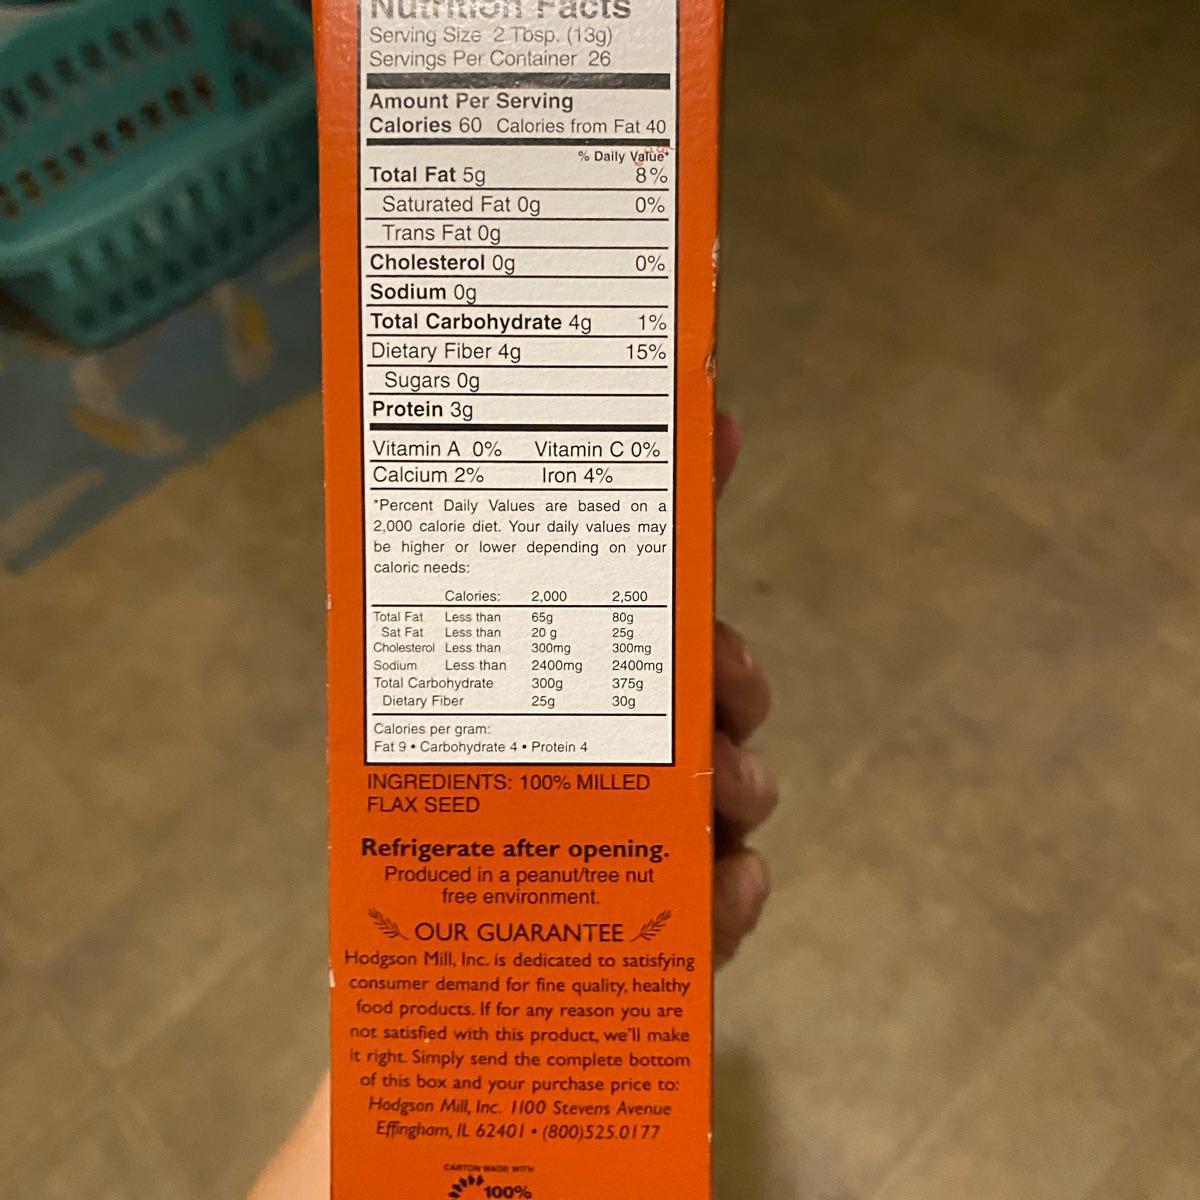 Nutrition Facts
Serving Size 2 Tbsp. (13g)
Servings Per Container 26
Amount Per Serving
Calories 60 Calories from Fat 40
% Daily Value*
Total Fat 5g 8%
Saturated Fat 0g 0%
Trans Fat 0g
Cholesterol 0g 0%
Sodium 0g
Total Carbohydrate 4g 1%
Dietary Fiber 4g 15%
Sugars 0g
Protein 3g
Vitamin A 0% Vitamin C 0%
Calcium 2% Iron 4%
*Percent Daily Values are based on a
2,000 calorie diet. Your daily values may
be higher or lower depending on your
caloric needs:
Calories: 2,000 2,500
Total Fat Less than 65g 80g
Sat Fat Less than 20 g 25g
Cholesterol Less than 300mg 300mg
Sodium Less than 2400mg 2400mg
Total Carbohydrate 300g 375g
Dietary Fiber 25g 30g
Calories per gram:
Fat 9 • Carbohydrate 4 • Protein 4
INGREDIENTS: 100% MILLED
FLAX SEED
Refrigerate after opening.
Produced in a peanut/tree nut
free environment.
OUR GUARANTEE
Hodgson Mill, Inc. is dedicated to satisfying
consumer demand for fine quality, healthy
food products. If for any reason you are
not satisfied with this product, we'll make
it right. Simply send the complete bottom
of this box and your purchase price to:
Hodgson Mill, Inc. 1100 Stevens Avenue
Effingham, IL 62401 • (800)525.0177
CARTON MADE WITH
100%